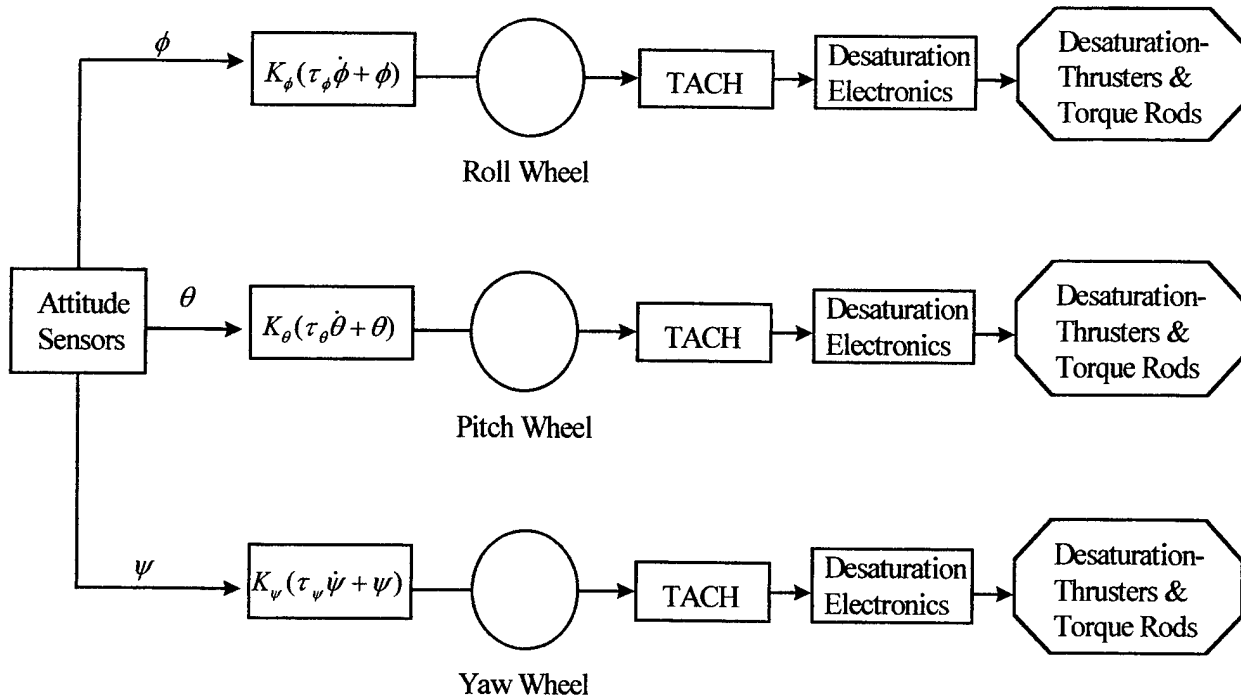 ϕ
K_ϕ(τ_ϕϕ̇ + ϕ)
TACH
Desaturation
Electronics
Desaturation-
Thrusters &
Torque Rods
Roll Wheel
Attitude
Sensors
θ
K_θ(τ_θθ̇ + θ)
TACH
Desaturation
Electronics
Desaturation-
Thrusters &
Torque Rods
Pitch Wheel
ψ
K_ψ(τ_ψψ̇ + ψ)
TACH
Desaturation
Electronics
Desaturation-
Thrusters &
Torque Rods
Yaw Wheel